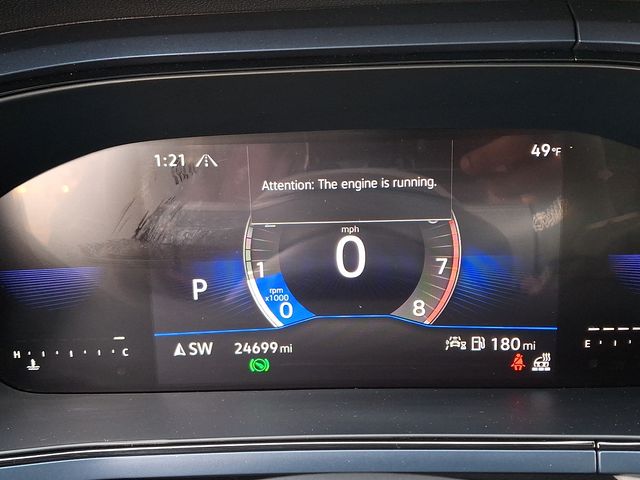 1:21
49°F
Attention: The engine is running.
mph
0
1
7
P
rpm
x1000
0
8
H
C
SW
24699 mi
180 mi
E